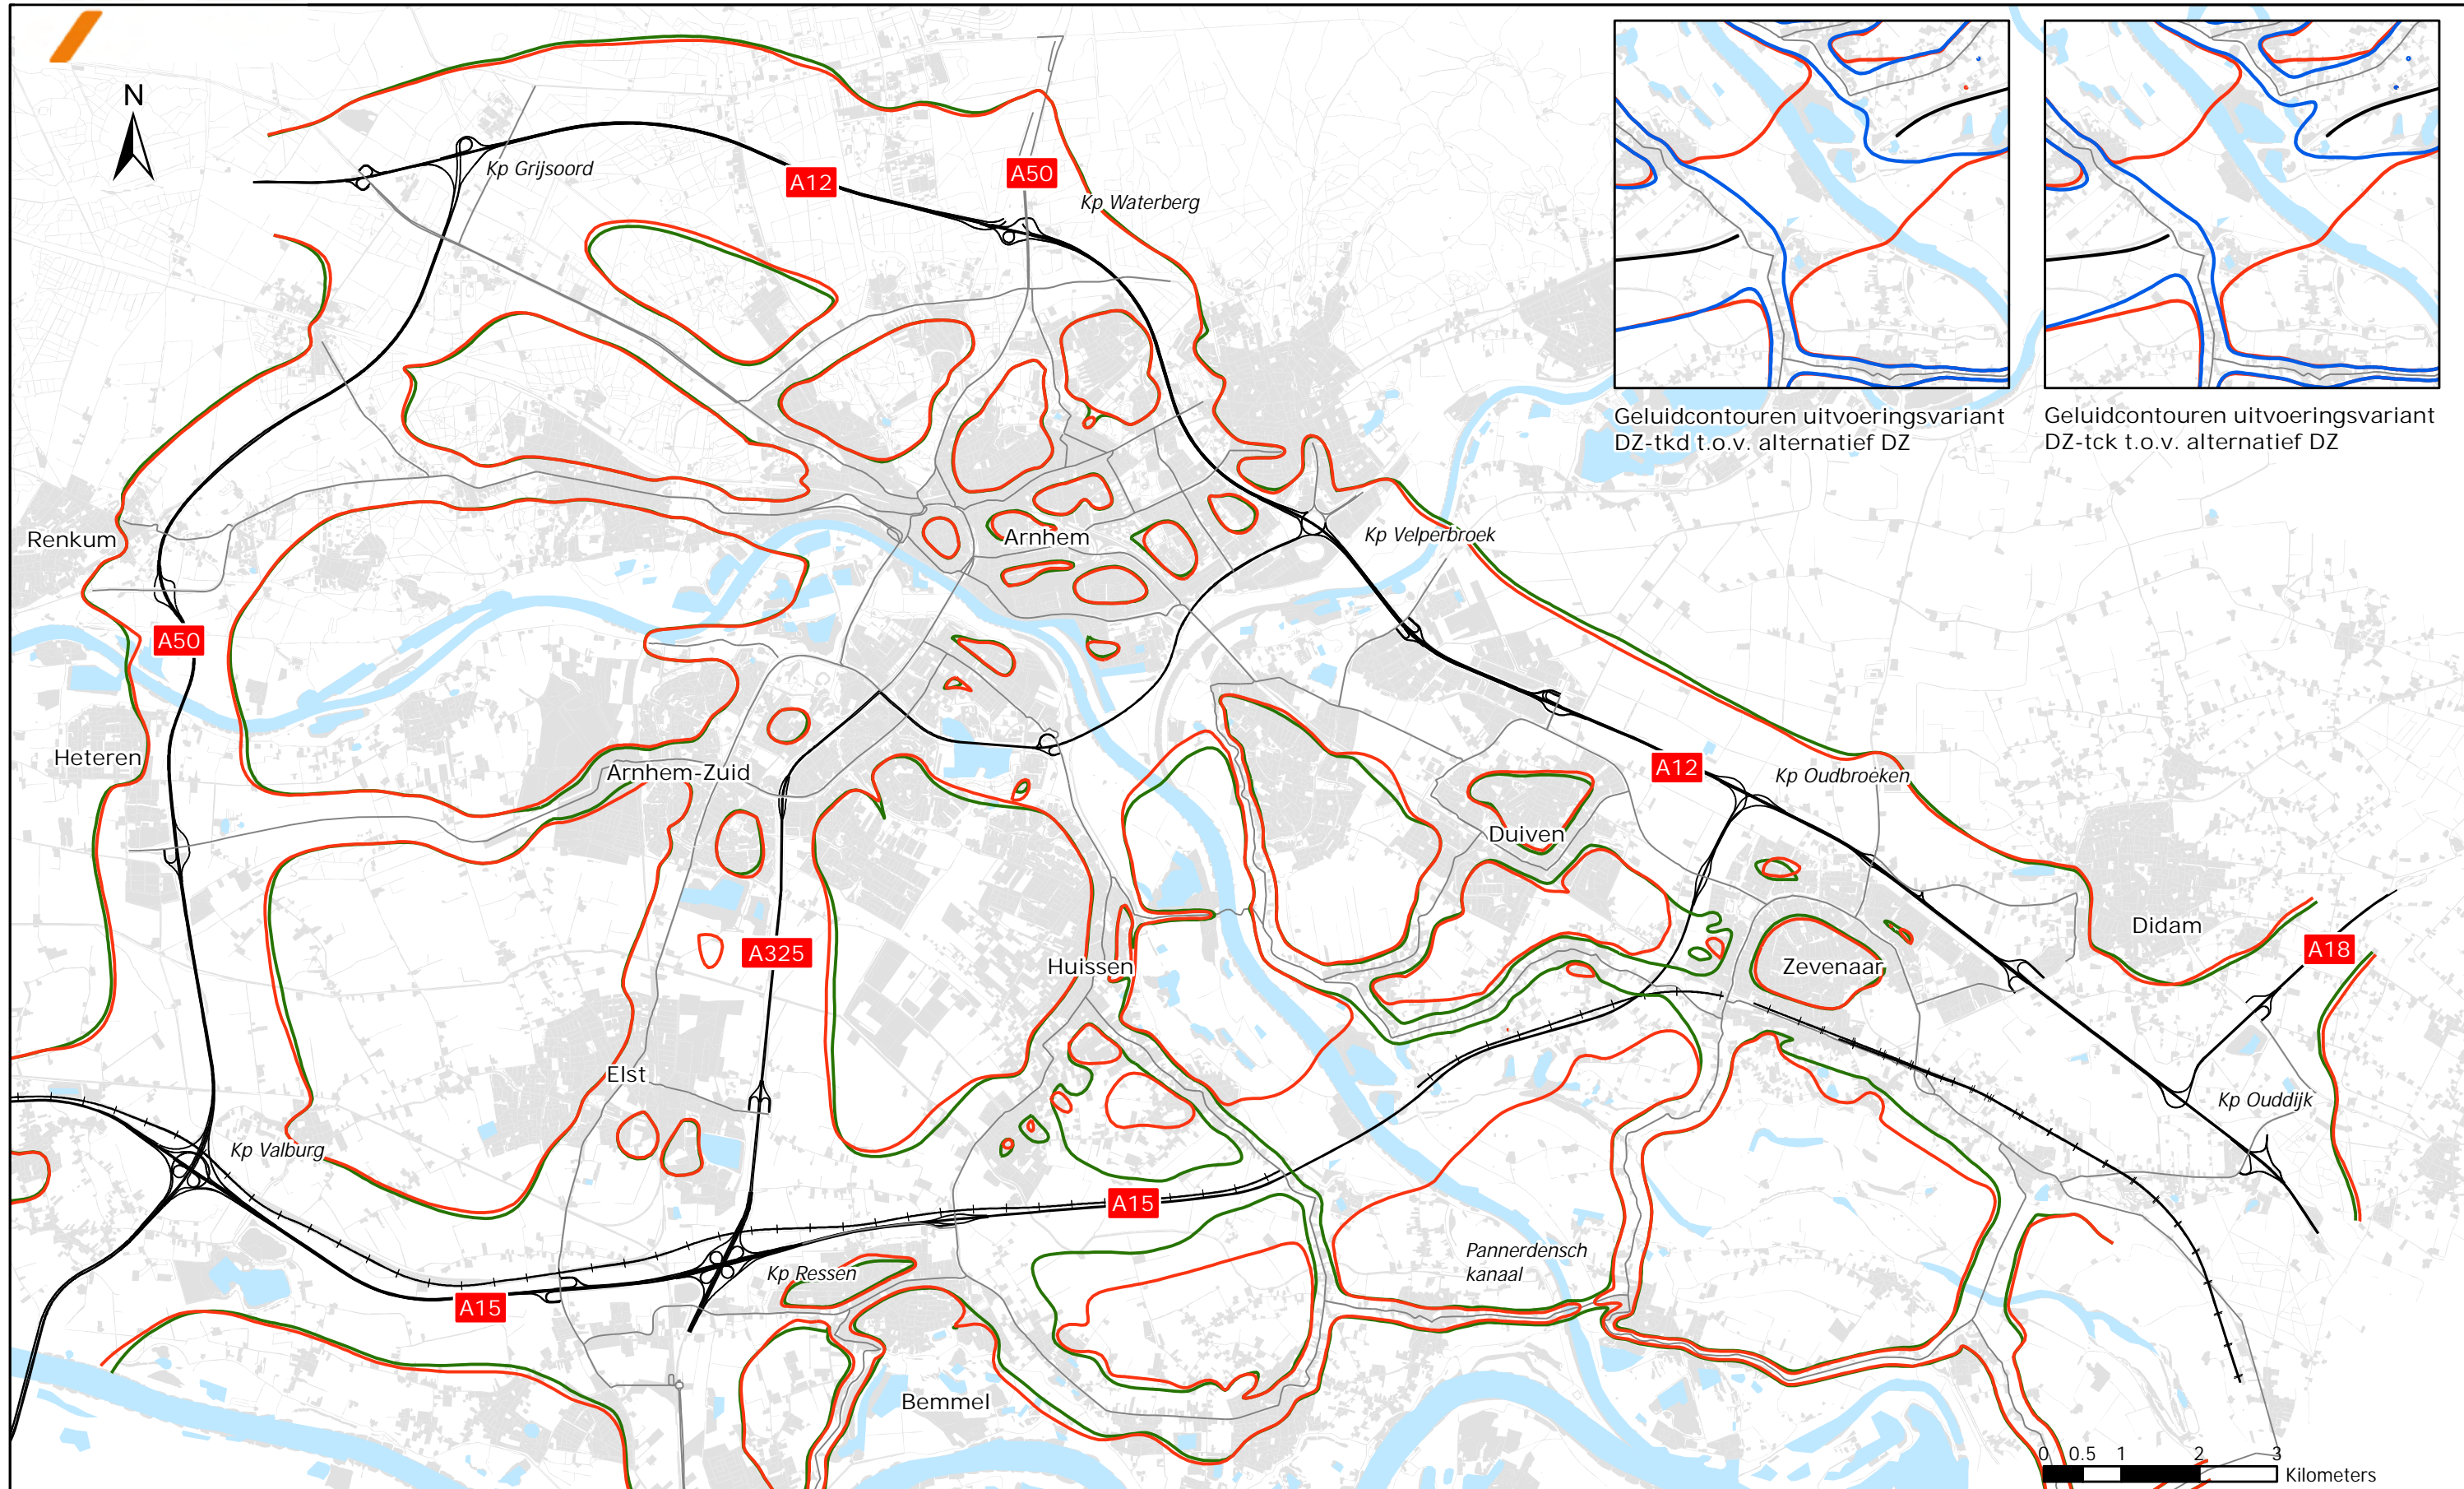 N
Kp Grijsoord
A12
A50
Kp Waterberg
Geluidcontouren uitvoeringsvariant
DZ-tkd t.o.v. alternatief DZ
Geluidcontouren uitvoeringsvariant
DZ-tck t.o.v. alternatief DZ
Renkum
Arnhem
Kp Velperbroek
A50
Heteren
Arnhem-Zuid
A12
Kp Oudbroeken
Duiven
Didam
A325
Huissen
Zevenaar
A18
Elst
Kp Ouddijk
Kp Valburg
A15
Pannerdensch
kanaal
Kp Ressen
A15
Bemmel
0 0.5 1 2 3
Kilometers